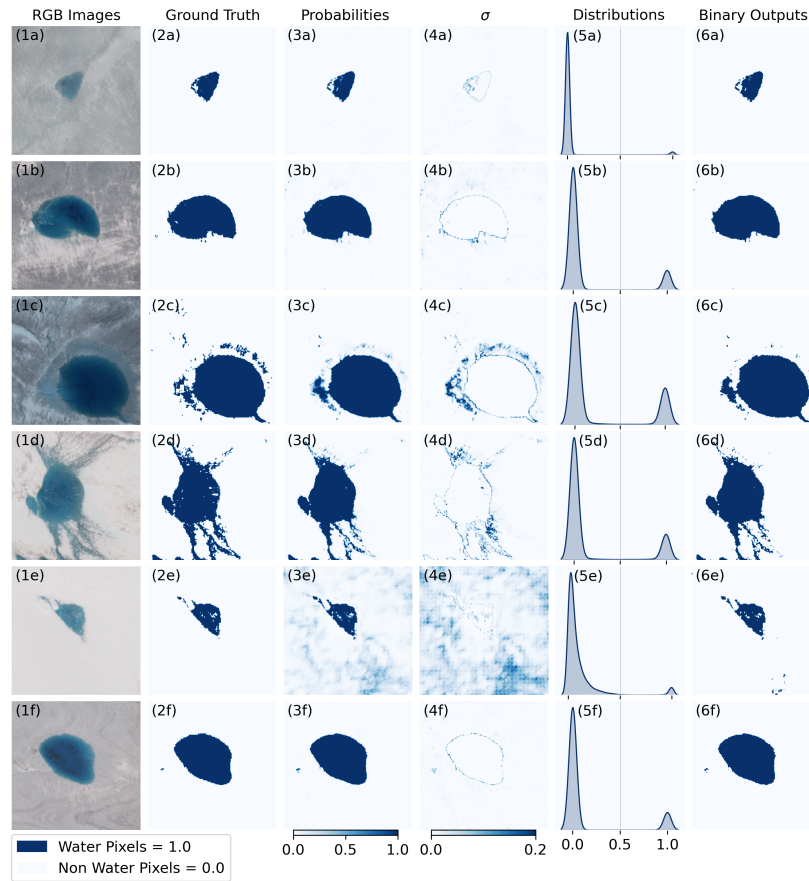 RGB Images Ground Truth Probabilities σ Distributions Binary Outputs
(1a) (2a) (3a) (4a) (5a) (6a)
(1b) (2b) (3b) (4b) (5b) (6b)
(1c) (2c) (3c) (4c) (5c) (6c)
(1d) (2d) (3d) (4d) (5d) (6d)
(1e) (2e) (3e) (4e) (5e) (6e)
(1f) (2f) (3f) (4f) (5f) (6f)
0.0 0.5 1.0 0.0 0.2 0.0 0.5 1.0
Water Pixels = 1.0
Non Water Pixels = 0.0